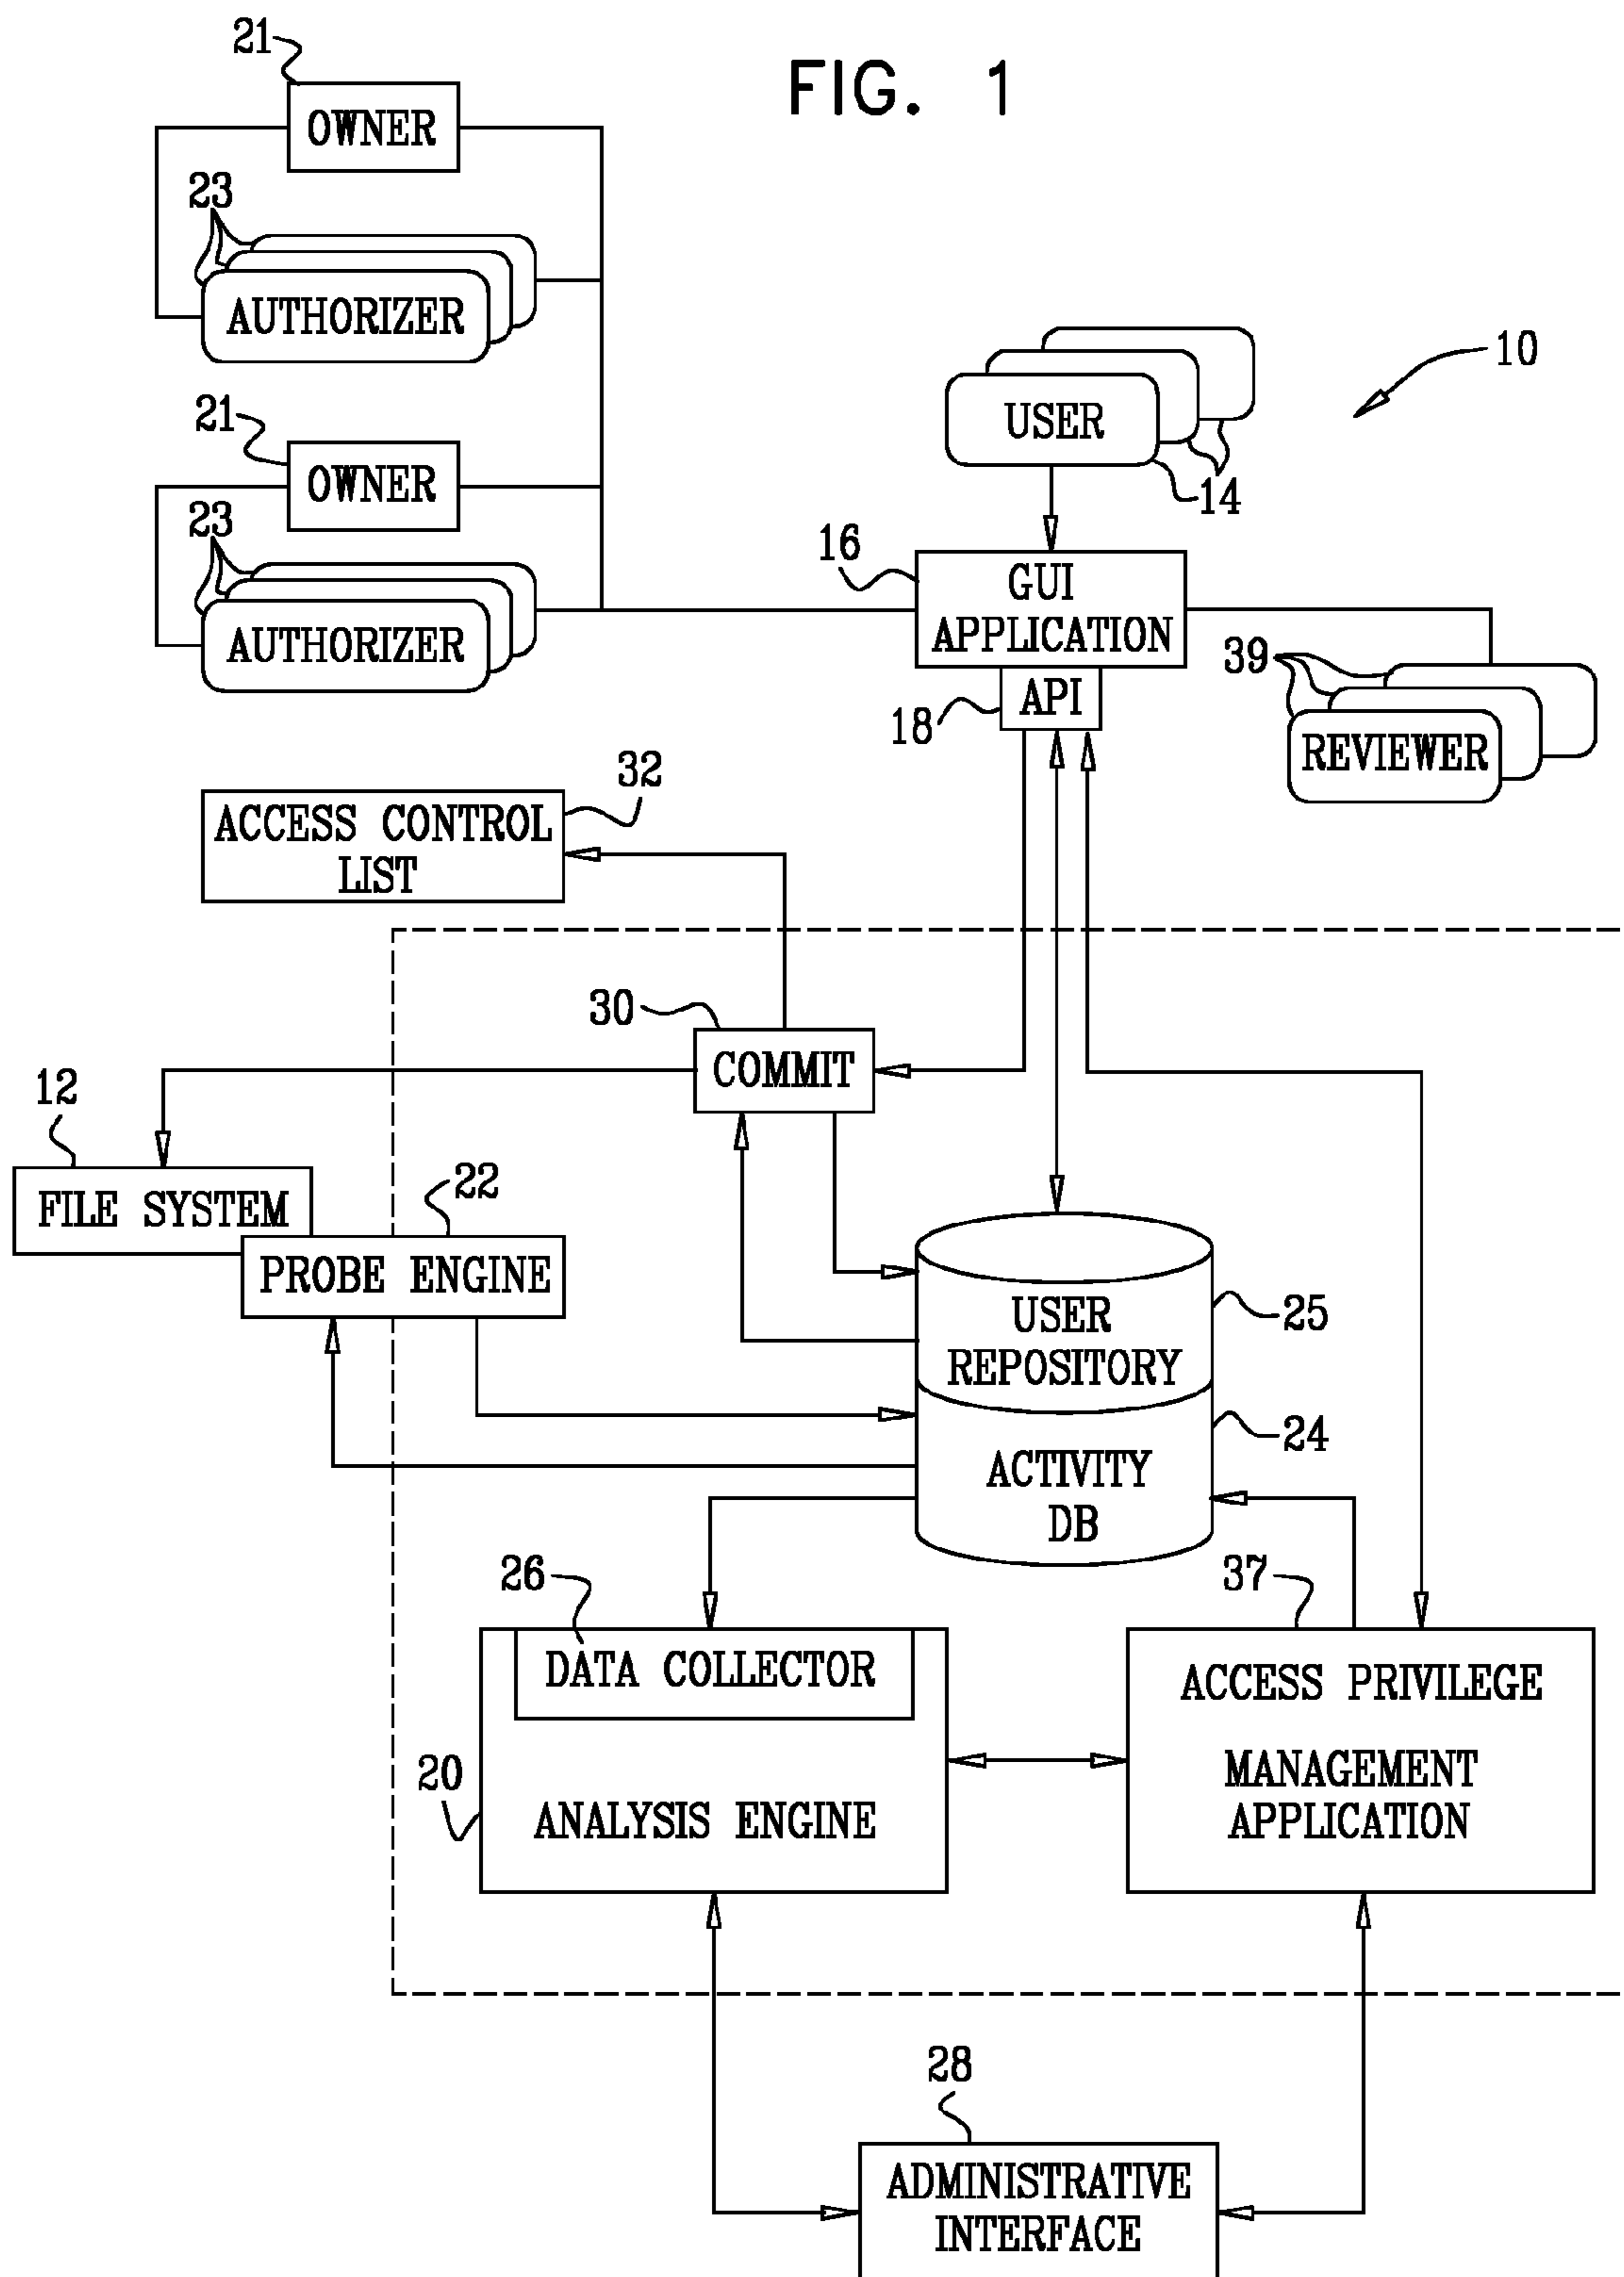 FIG. 1
21
OWNER
23
AUTHORIZER
21
OWNER
23
AUTHORIZER
10
USER
14
16
GUI
APPLICATION
18
API
39
REVIEWER
32
ACCESS CONTROL
LIST
30
COMMIT
12
FILE SYSTEM
22
PROBE ENGINE
USER
REPOSITORY
25
24
ACTIVITY
DB
26
DATA COLLECTOR
20
ANALYSIS ENGINE
37
ACCESS PRIVILEGE
MANAGEMENT
APPLICATION
28
ADMINISTRATIVE
INTERFACE